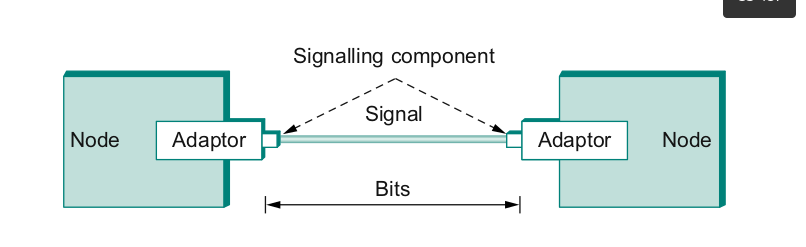 Signalling component
Signal
Node
Adaptor
Adaptor
Node
Bits